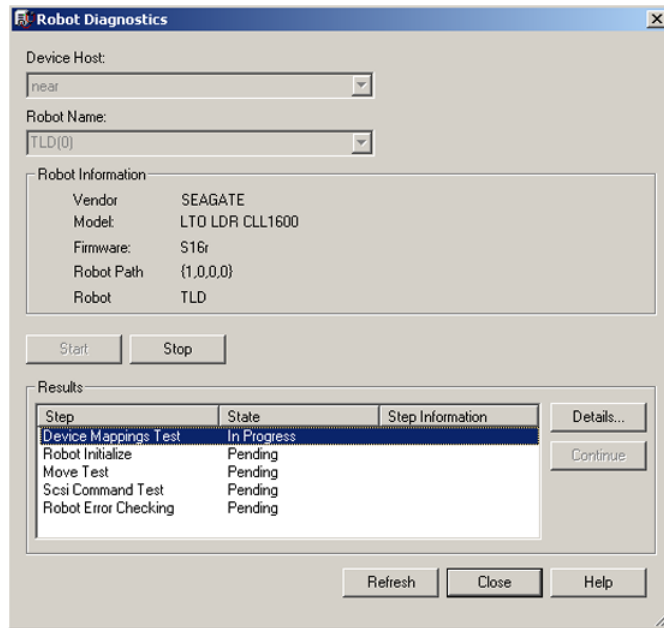 Robot Diagnostics
Device Host:
near
Robot Name:
TLD(0)
Robot Information
Vendor SEAGATE
Model: LTO LDR CLL1600
Firmware: S16r
Robot Path {1,0,0,0}
Robot TLD
Start Stop
Results
Step State Step Information
Device Mappings Test In Progress
Robot Initialize Pending
Move Test Pending
Scsi Command Test Pending
Robot Error Checking Pending
Details...
Continue
Refresh Close Help